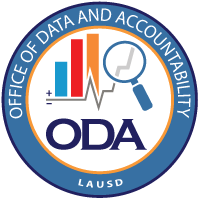 OFFICE OF DATA AND ACCOUNTABILITY
+
-
ODA
LAUSD